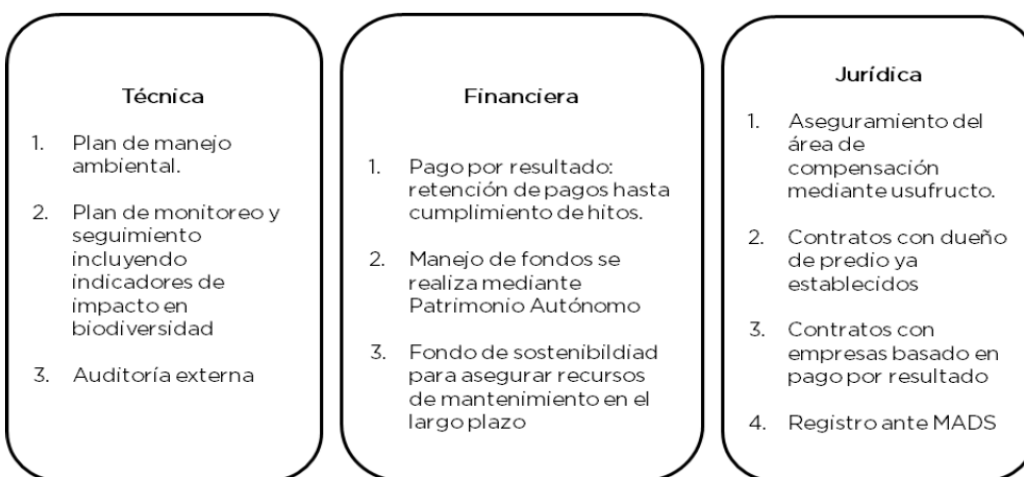 Técnica
1. Plan de manejo
ambiental.
2. Plan de monitoreo y
seguimiento
incluyendo
indicadores de
impacto en
biodiversidad
3. Auditoría externa
Financiera
1. Pago por resultado:
retención de pagos hasta
cumplimiento de hitos.
2. Manejo de fondos se
realiza mediante
Patrimonio Autónomo
3. Fondo de sostenibildiad
para asegurar recursos
de mantenimiento en el
largo plazo
Jurídica
1. Aseguramiento del
área de
compensación
mediante usufructo.
2. Contratos con dueño
de predio ya
establecidos
3. Contratos con
empresas basado en
pago por resultado
4. Registro ante MADS